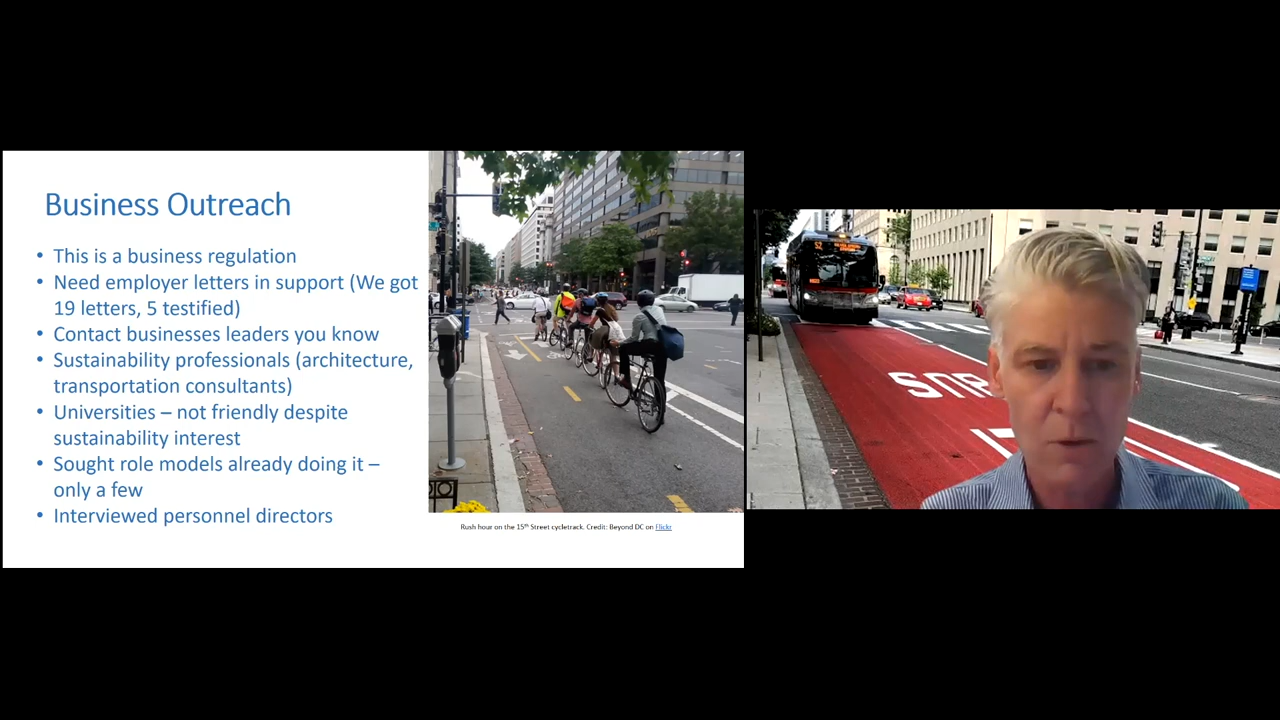 Business Outreach
• This is a business regulation
• Need employer letters in support (We got
19 letters, 5 testified)
• Contact businesses leaders you know
• Sustainability professionals (architecture,
transportation consultants)
• Universities – not friendly despite
sustainability interest
• Sought role models already doing it –
only a few
• Interviewed personnel directors
Rush hour on the 15th Street cycletrack. Credit: Beyond DC on Flickr
S2
BUS